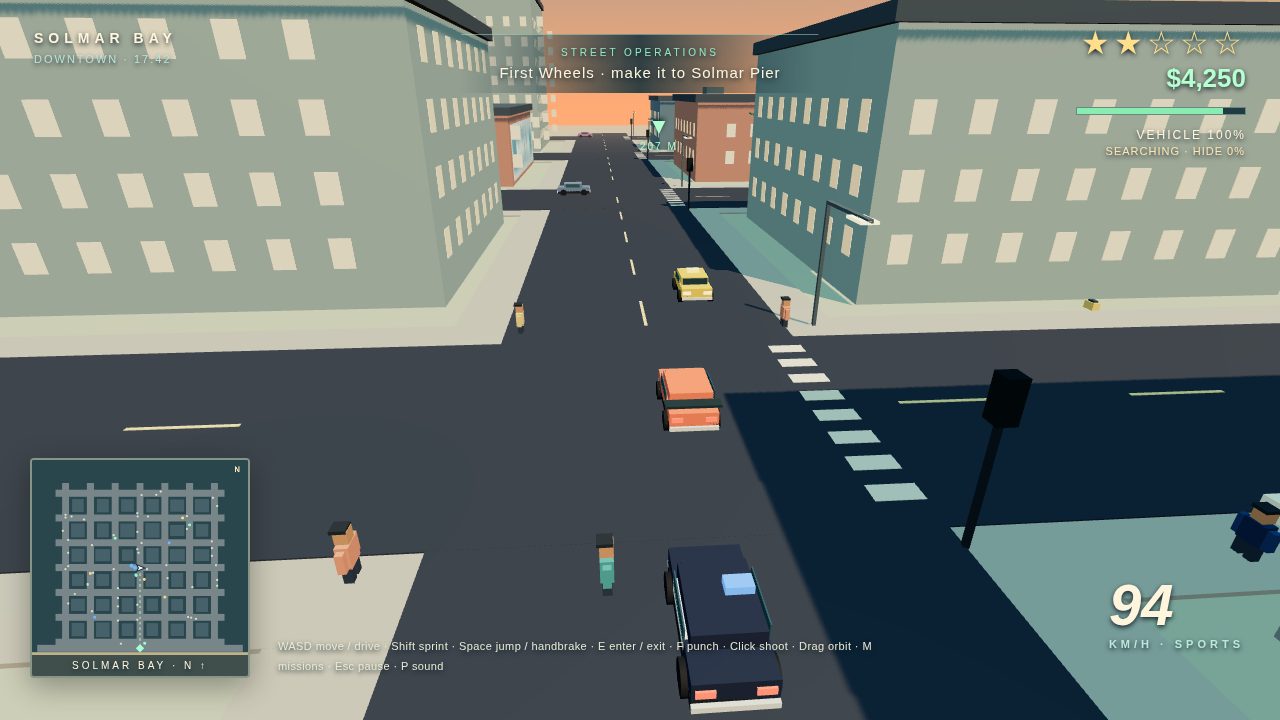 SOLMAR BAY
DOWNTOWN · 17:42
STREET OPERATIONS
First Wheels · make it to Solmar Pier
★★☆☆☆
$4,250
VEHICLE 100%
SEARCHING · HIDE 0%
207 M
N
SOLMAR BAY · N ↑
WASD move / drive · Shift sprint · Space jump / handbrake · E enter / exit · F punch · Click shoot · Drag orbit · M
missions · Esc pause · P sound
94
KM/H · SPORTS